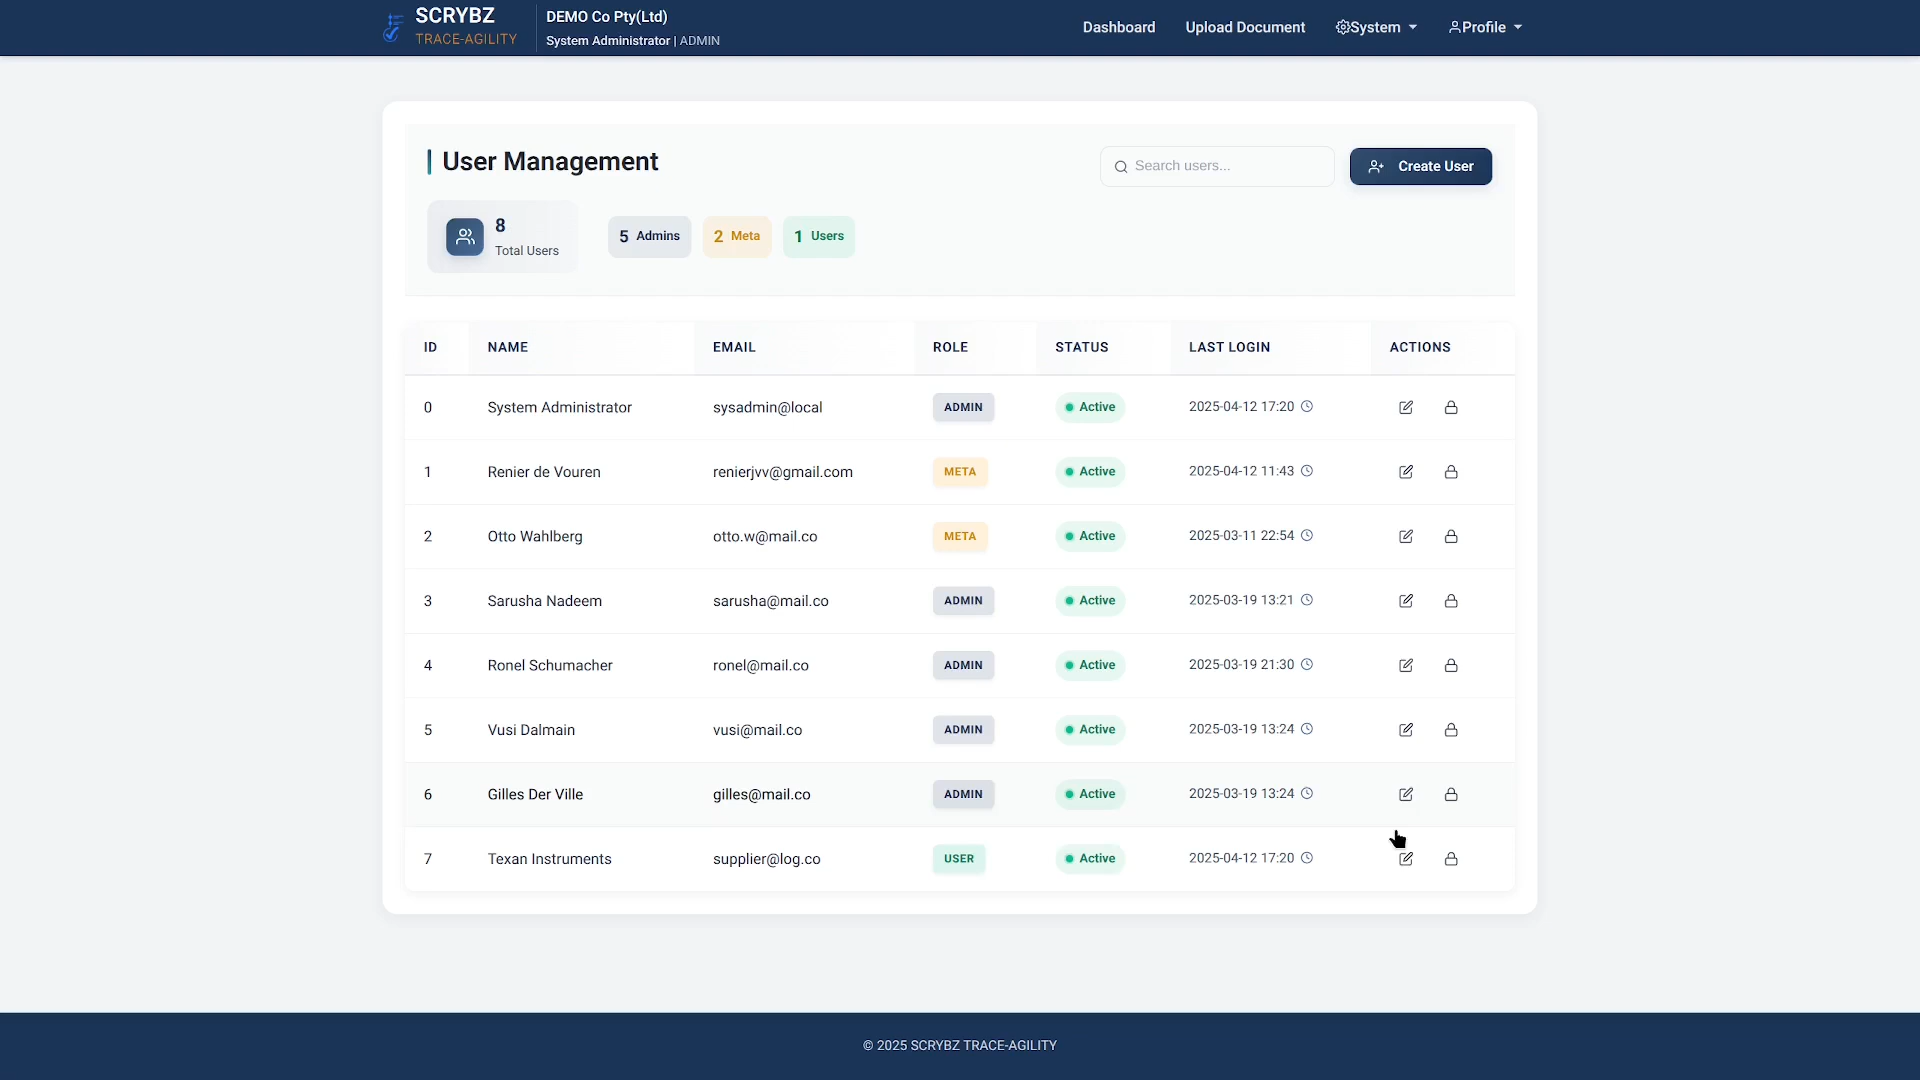 SCRYBZ
TRACE-AGILITY
DEMO Co Pty(Ltd)
System Administrator | ADMIN
Dashboard
Upload Document
System
Profile
User Management
Search users...
Create User
8
Total Users
5 Admins
2 Meta
1 Users
ID NAME EMAIL ROLE STATUS LAST LOGIN ACTIONS
0 System Administrator sysadmin@local ADMIN Active 2025-04-12 17:20
1 Renier de Vouren renierjvv@gmail.com META Active 2025-04-12 11:43
2 Otto Wahlberg otto.w@mail.co META Active 2025-03-11 22:54
3 Sarusha Nadeem sarusha@mail.co ADMIN Active 2025-03-19 13:21
4 Ronel Schumacher ronel@mail.co ADMIN Active 2025-03-19 21:30
5 Vusi Dalmain vusi@mail.co ADMIN Active 2025-03-19 13:24
6 Gilles Der Ville gilles@mail.co ADMIN Active 2025-03-19 13:24
7 Texan Instruments supplier@log.co USER Active 2025-04-12 17:20
© 2025 SCRYBZ TRACE-AGILITY